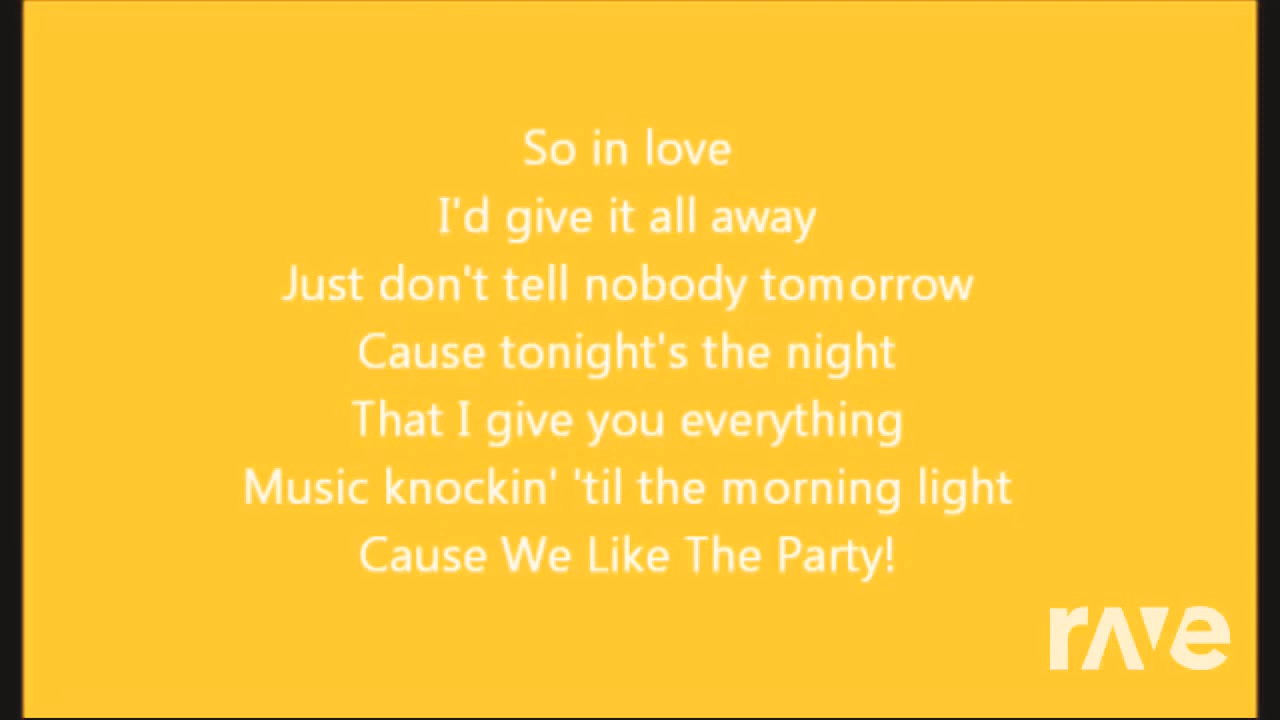 So in love
I'd give it all away
Just don't tell nobody tomorrow
Cause tonight's the night
That I give you everything
Music knockin' 'til the morning light
Cause We Like The Party!
rave